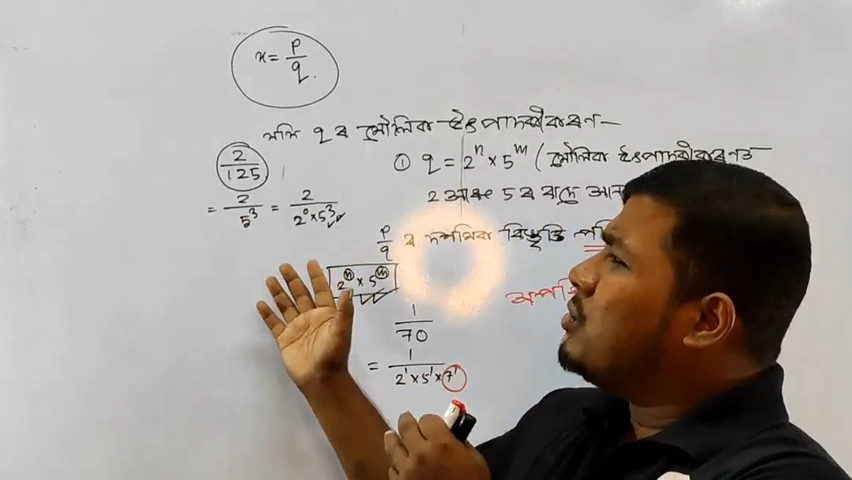 x = p/q
যদি q ৰ মৌলিক উৎপাদকীকৰণ—
① q = 2ⁿ × 5ᵐ (মৌলিক উৎপাদকীকৰণত
2 আৰু 5 ৰ বাদে আন
p/q ৰ দশমিক বিস্তৃতি
2/125
= 2/5³ = 2/2⁰×5³
2ⁿ × 5ᵐ
1/70
= 1/2¹×5¹×7¹